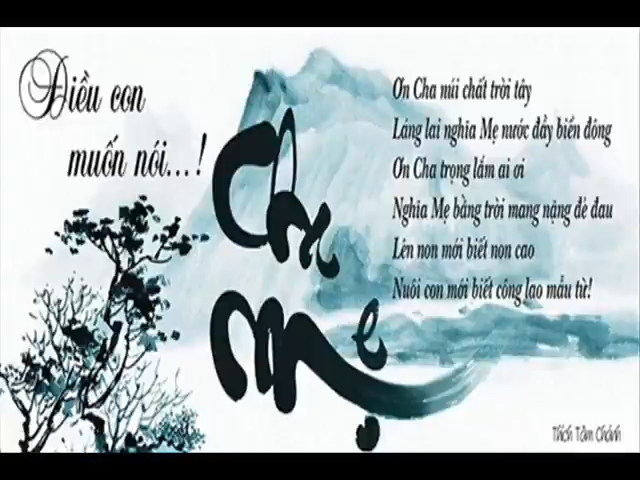 Điều con
muốn nói...!
Cha
Mẹ
Ơn Cha núi chất trời tây
Láng lai nghĩa Mẹ nước đầy biển đông
Ơn Cha trọng lắm ai ơi
Nghĩa Mẹ bằng trời mang nặng đẻ đau
Lên non mới biết non cao
Nuôi con mới biết công lao mẫu từ!
Thích Tâm Chánh